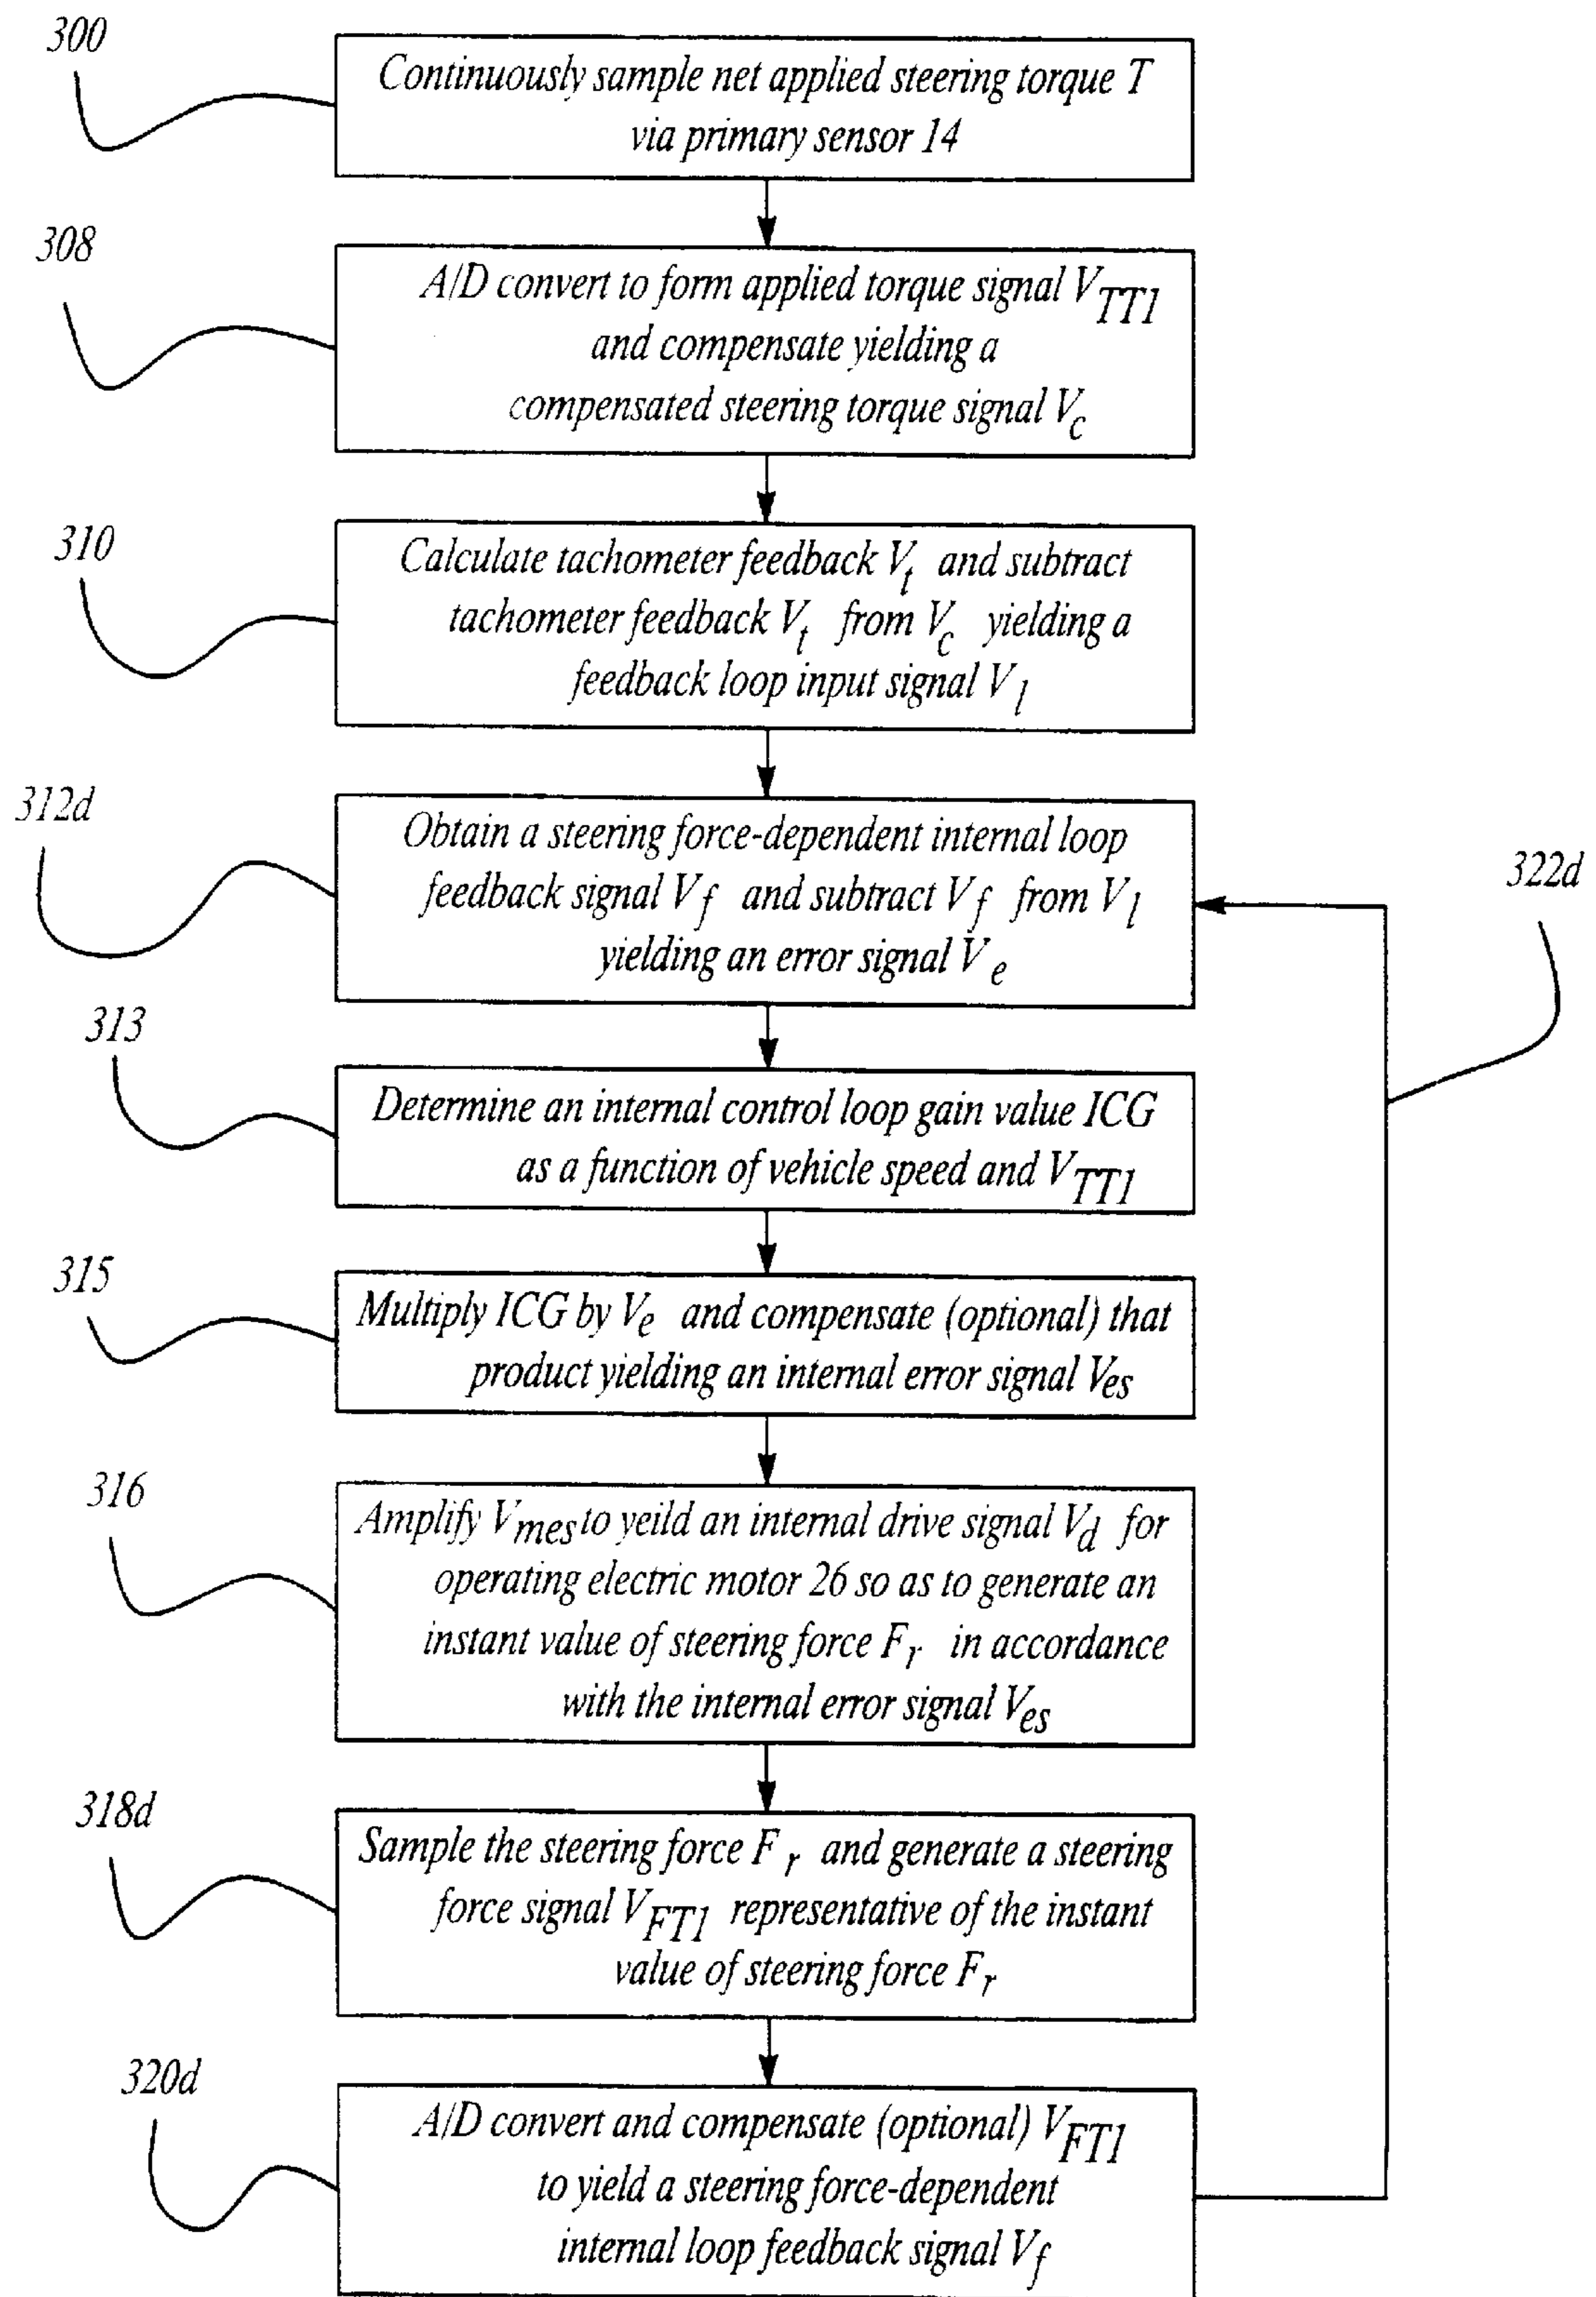 300
Continuously sample net applied steering torque T
via primary sensor 14
308
A/D convert to form applied torque signal V_TT1
and compensate yielding a
compensated steering torque signal V_c
310
Calculate tachometer feedback V_t and subtract
tachometer feedback V_t from V_c yielding a
feedback loop input signal V_l
312d
Obtain a steering force-dependent internal loop
feedback signal V_f and subtract V_f from V_l
yielding an error signal V_e
322d
313
Determine an internal control loop gain value ICG
as a function of vehicle speed and V_TT1
315
Multiply ICG by V_e and compensate (optional) that
product yielding an internal error signal V_es
316
Amplify V_mes to yeild an internal drive signal V_d for
operating electric motor 26 so as to generate an
instant value of steering force F_r in accordance
with the internal error signal V_es
318d
Sample the steering force F_r and generate a steering
force signal V_FT1 representative of the instant
value of steering force F_r
320d
A/D convert and compensate (optional) V_FT1
to yield a steering force-dependent
internal loop feedback signal V_f